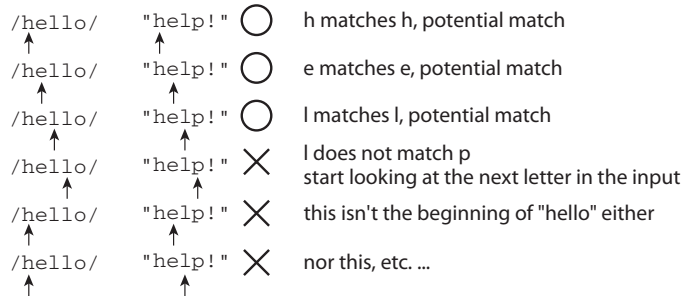 /hello/ "help!" h matches h, potential match
/hello/ "help!" e matches e, potential match
/hello/ "help!" l matches l, potential match
/hello/ "help!" l does not match p
start looking at the next letter in the input
/hello/ "help!" this isn't the beginning of "hello" either
/hello/ "help!" nor this, etc. ...